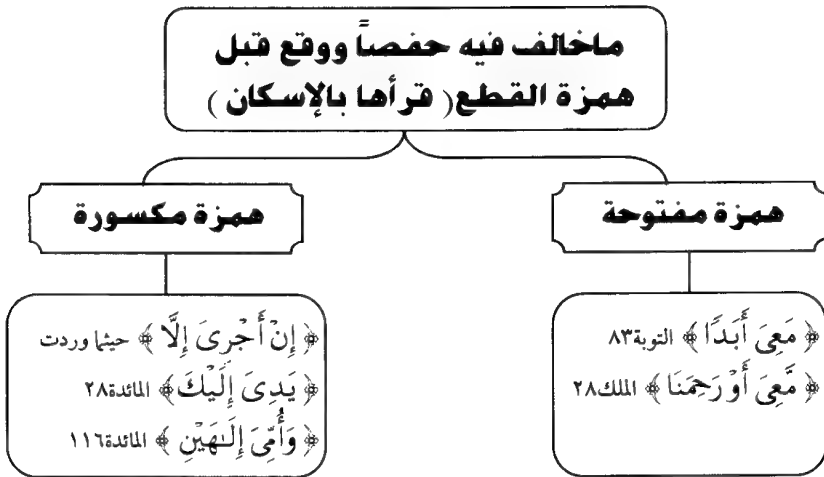 ماخالف فيه حفصاً ووقع قبل
همزة القطع( قرأها بالإسكان )
همزة مفتوحة
﴿ مَعِىَ أَبَدًا ﴾ التوبة٨٣
﴿ مَّعِىَ أَوْ رَحِمَنَا ﴾ الملك٢٨
همزة مكسورة
﴿ إِنْ أَجْرِىَ إِلَّا ﴾ حيثما وردت
﴿ يَدِىَ إِلَيْكَ ﴾ المائدة٢٨
﴿ وَأُمِّىَ إِلَٰهَيْنِ ﴾ المائدة١١٦